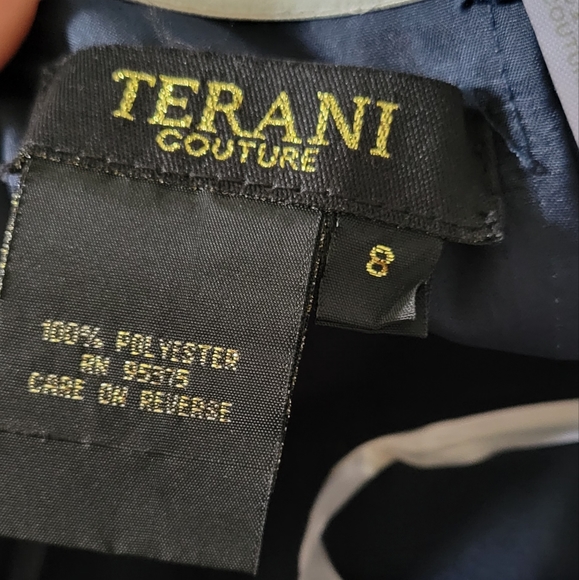 TERANI
COUTURE
8
100% POLYESTER
RN 95375
CARE ON REVERSE